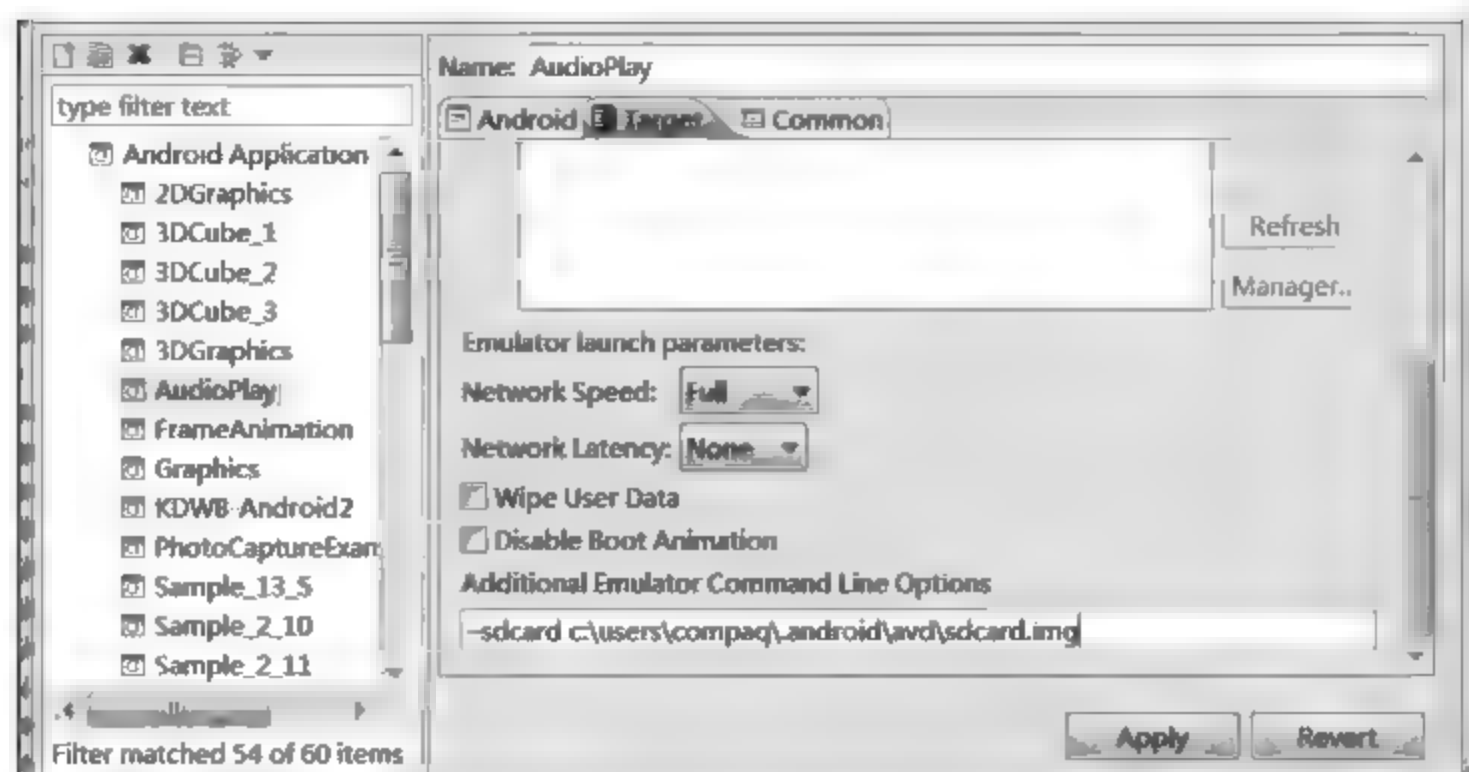 type filter text
Android Application
2DGraphics
3DCube_1
3DCube_2
3DCube_3
3DGraphics
AudioPlay
FrameAnimation
Graphics
KDWB-Android2
PhotoCaptureExam
Sample_13_5
Sample_2_10
Sample_2_11
Filter matched 54 of 60 items
Name: AudioPlay
Android Target Common
Refresh
Manager..
Emulator launch parameters:
Network Speed: Full
Network Latency: None
Wipe User Data
Disable Boot Animation
Additional Emulator Command Line Options
-sdcard c:\users\compaq\.android\avd\sdcard.img
Apply Revert